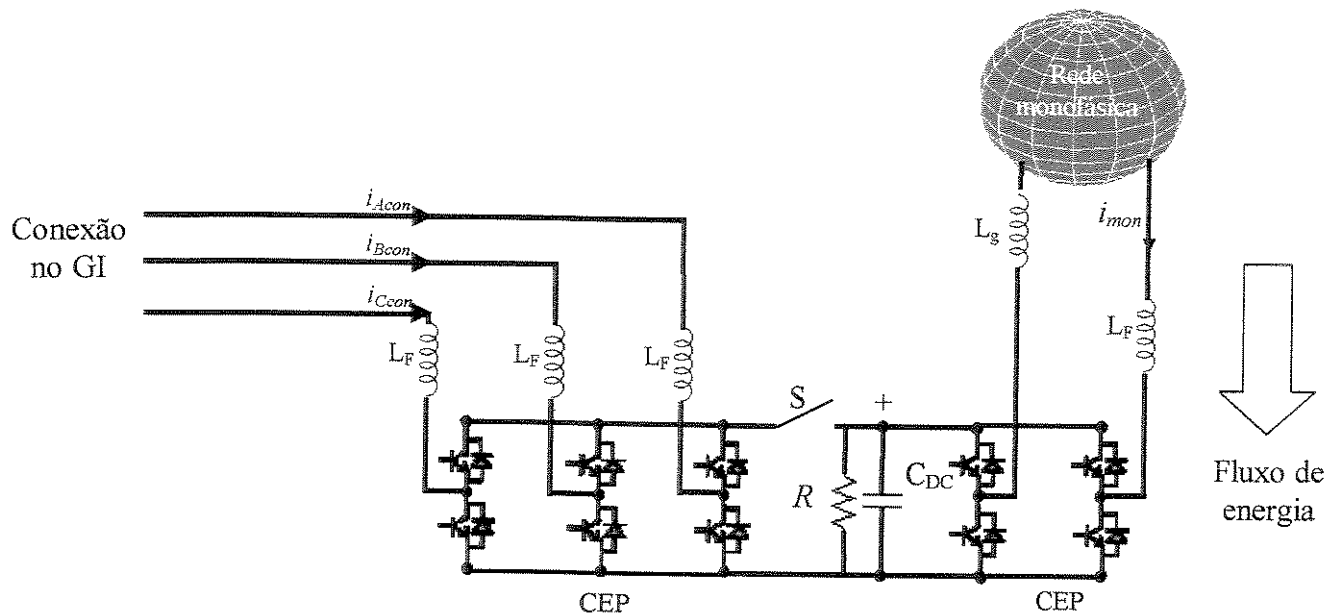 Rede
monofásica
Conexão
no GI
i_Acon
i_Bcon
i_Ccon
L_F
L_F
L_F
L_g
i_mon
L_F
S
+
R
C_DC
Fluxo de
energia
CEP
CEP